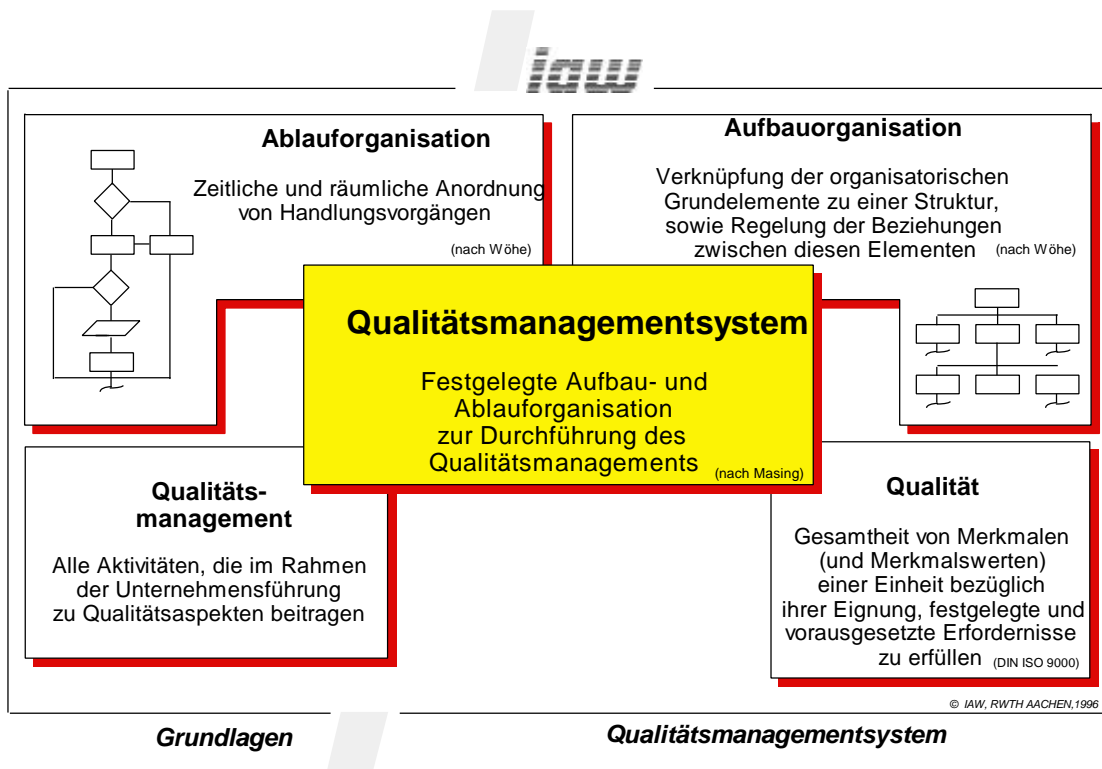 iaw
Ablauforganisation
Zeitliche und räumliche Anordnung
von Handlungsvorgängen
(nach Wöhe)
Aufbauorganisation
Verknüpfung der organisatorischen
Grundelemente zu einer Struktur,
sowie Regelung der Beziehungen
zwischen diesen Elementen (nach Wöhe)
Qualitätsmanagementsystem
Festgelegte Aufbau- und
Ablauforganisation
zur Durchführung des
Qualitätsmanagements (nach Masing)
Qualitäts-
management
Alle Aktivitäten, die im Rahmen
der Unternehmensführung
zu Qualitätsaspekten beitragen
Qualität
Gesamtheit von Merkmalen
(und Merkmalswerten)
einer Einheit bezüglich
ihrer Eignung, festgelegte und
vorausgesetzte Erfordernisse
zu erfüllen (DIN ISO 9000)
© IAW, RWTH AACHEN,1996
Grundlagen
Qualitätsmanagementsystem